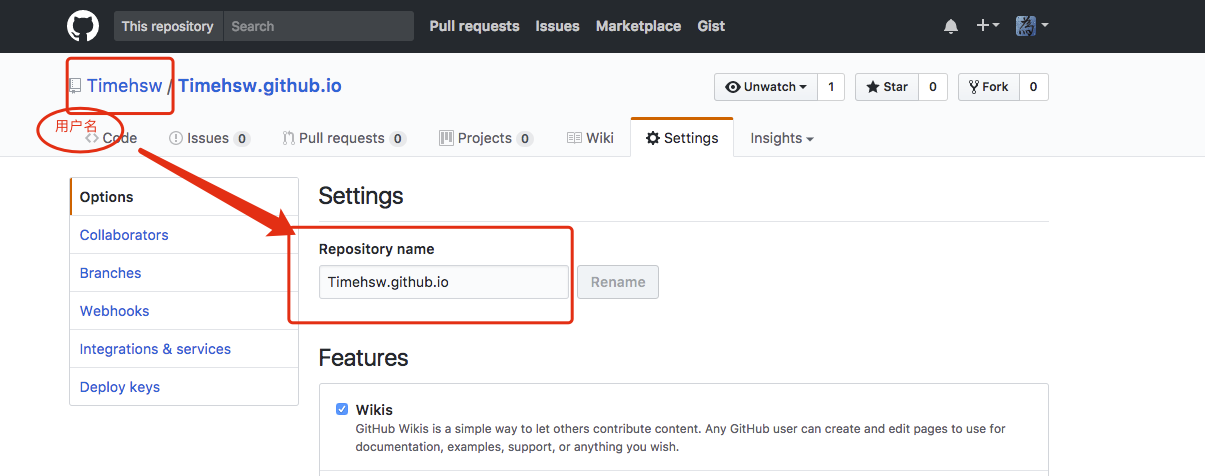 This repository Search Pull requests Issues Marketplace Gist
Timehsw / Timehsw.github.io Unwatch 1 Star 0 Fork 0
用户名
Code Issues 0 Pull requests 0 Projects 0 Wiki Settings Insights
Options
Collaborators
Branches
Webhooks
Integrations & services
Deploy keys
Settings
Repository name
Timehsw.github.io Rename
Features
Wikis
GitHub Wikis is a simple way to let others contribute content. Any GitHub user can create and edit pages to use for
documentation, examples, support, or anything you wish.